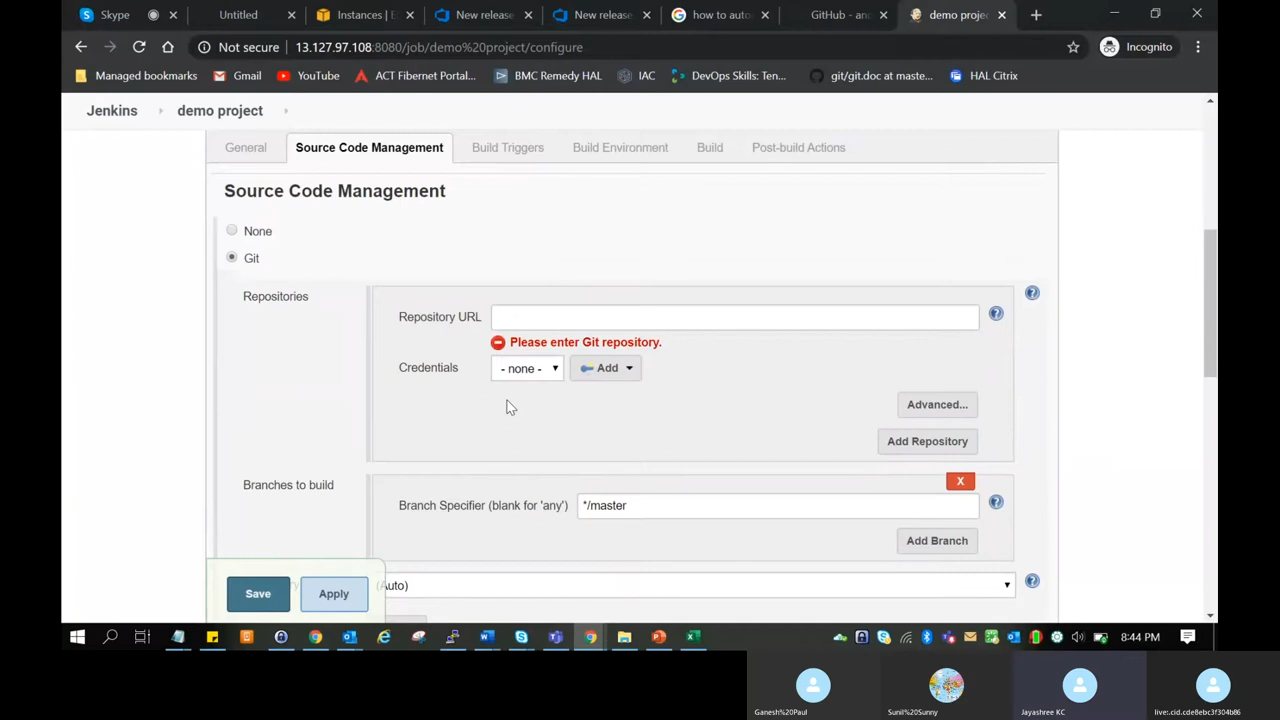 Skype
Untitled
Instances | E
New release
New release
how to auto
GitHub - an
demo proje
Not secure
13.127.97.108:8080/job/demo%20project/configure
Incognito
Managed bookmarks
Gmail
YouTube
ACT Fibernet Portal...
BMC Remedy HAL
IAC
DevOps Skills: Ten...
git/git.doc at maste...
HAL Citrix
Jenkins
demo project
General
Source Code Management
Build Triggers
Build Environment
Build
Post-build Actions
Source Code Management
None
Git
Repositories
Repository URL
Please enter Git repository.
Credentials
- none -
Add
Advanced...
Add Repository
Branches to build
X
Branch Specifier (blank for 'any')
*/master
Add Branch
Save
Apply
(Auto)
8:44 PM
Ganesh%20Paul
Sunil%20Sunny
Jayashree KC
live:.cid.cde8ebc3f304b86